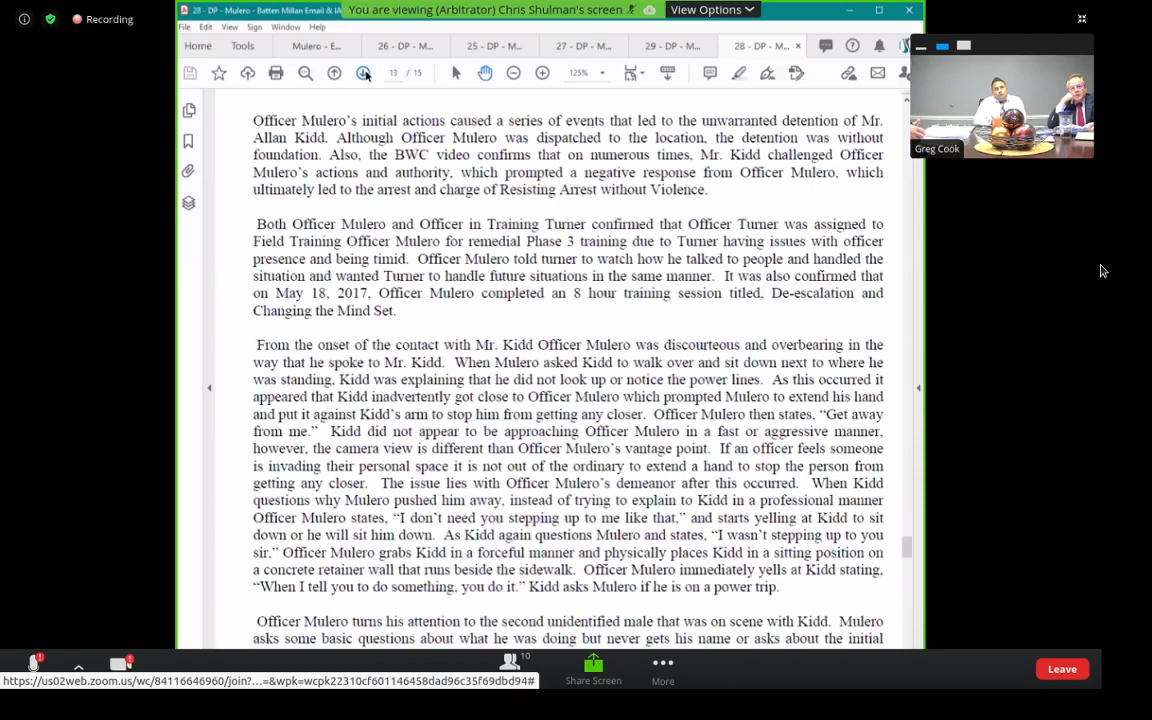 Recording
You are viewing (Arbitrator) Chris Shulman's screen
View Options
28 - DP - Mulero - Batten Millan Email & IA
File Edit View Sign Window Help
Home Tools Mulero - E... 26 - DP - M... 25 - DP - M... 27 - DP - M... 29 - DP - M... 28 - DP - M... ×
13 / 15 125%
Officer Mulero's initial actions caused a series of events that led to the unwarranted detention of Mr.
Allan Kidd. Although Officer Mulero was dispatched to the location, the detention was without
foundation. Also, the BWC video confirms that on numerous times, Mr. Kidd challenged Officer
Mulero's actions and authority, which prompted a negative response from Officer Mulero, which
ultimately led to the arrest and charge of Resisting Arrest without Violence.
Both Officer Mulero and Officer in Training Turner confirmed that Officer Turner was assigned to
Field Training Officer Mulero for remedial Phase 3 training due to Turner having issues with officer
presence and being timid. Officer Mulero told turner to watch how he talked to people and handled the
situation and wanted Turner to handle future situations in the same manner. It was also confirmed that
on May 18, 2017, Officer Mulero completed an 8 hour training session titled, De-escalation and
Changing the Mind Set.
From the onset of the contact with Mr. Kidd Officer Mulero was discourteous and overbearing in the
way that he spoke to Mr. Kidd. When Mulero asked Kidd to walk over and sit down next to where he
was standing, Kidd was explaining that he did not look up or notice the power lines. As this occurred it
appeared that Kidd inadvertently got close to Officer Mulero which prompted Mulero to extend his hand
and put it against Kidd's arm to stop him from getting any closer. Officer Mulero then states, "Get away
from me." Kidd did not appear to be approaching Officer Mulero in a fast or aggressive manner,
however, the camera view is different than Officer Mulero's vantage point. If an officer feels someone
is invading their personal space it is not out of the ordinary to extend a hand to stop the person from
getting any closer. The issue lies with Officer Mulero's demeanor after this occurred. When Kidd
questions why Mulero pushed him away, instead of trying to explain to Kidd in a professional manner
Officer Mulero states, "I don't need you stepping up to me like that," and starts yelling at Kidd to sit
down or he will sit him down. As Kidd again questions Mulero and states, "I wasn't stepping up to you
sir," Officer Mulero grabs Kidd in a forceful manner and physically places Kidd in a sitting position on
a concrete retainer wall that runs beside the sidewalk. Officer Mulero immediately yells at Kidd stating,
"When I tell you to do something, you do it." Kidd asks Mulero if he is on a power trip.
Officer Mulero turns his attention to the second unidentified male that was on scene with Kidd. Mulero
asks some basic questions about what he was doing but never gets his name or asks about the initial
Greg Cook
10
Share Screen
More
Leave
https://us02web.zoom.us/wc/84116646960/join?...=&wpk=wcpk22310cf601146458dad96c35f69dbd94#